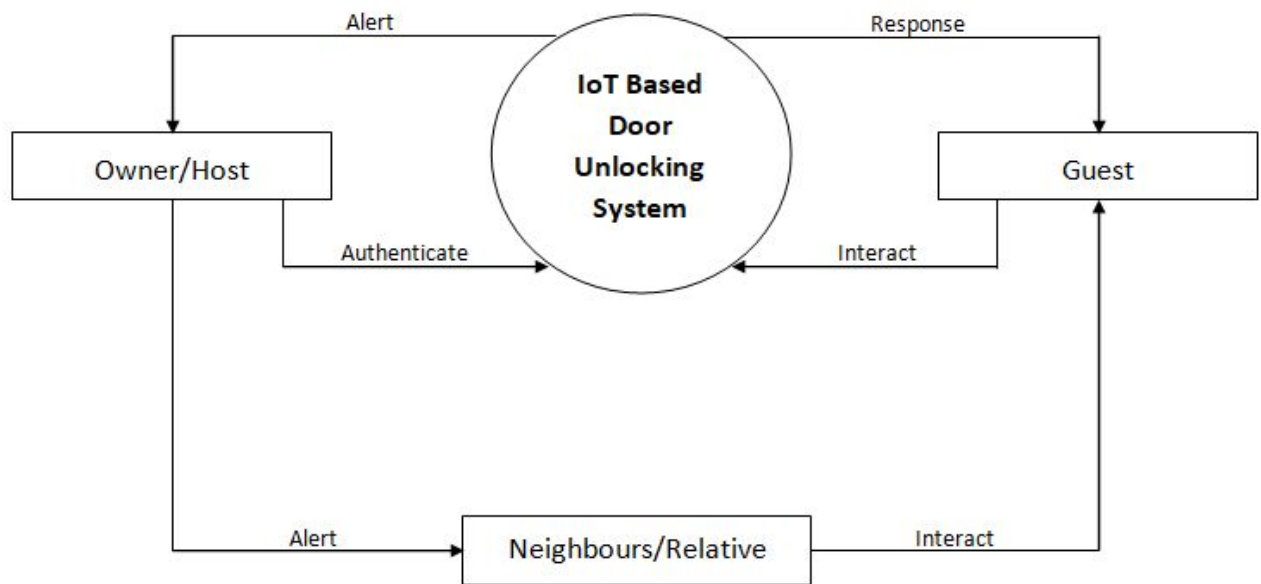 Alert
Response
IoT Based
Door
Unlocking
System
Owner/Host
Guest
Authenticate
Interact
Alert
Neighbours/Relative
Interact